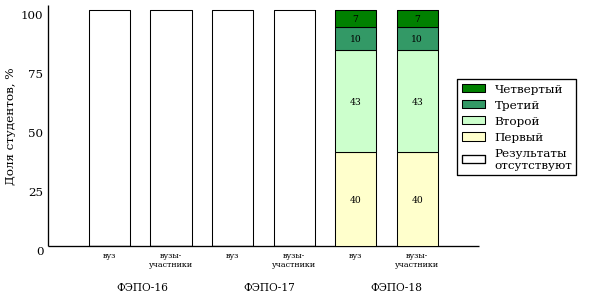 Доля студентов, %
100
75
50
25
0
7
10
43
40
7
10
43
40
вуз
вузы-
участники
вуз
вузы-
участники
вуз
вузы-
участники
ФЭПО-16
ФЭПО-17
ФЭПО-18
Четвертый
Третий
Второй
Первый
Результаты
отсутствуют